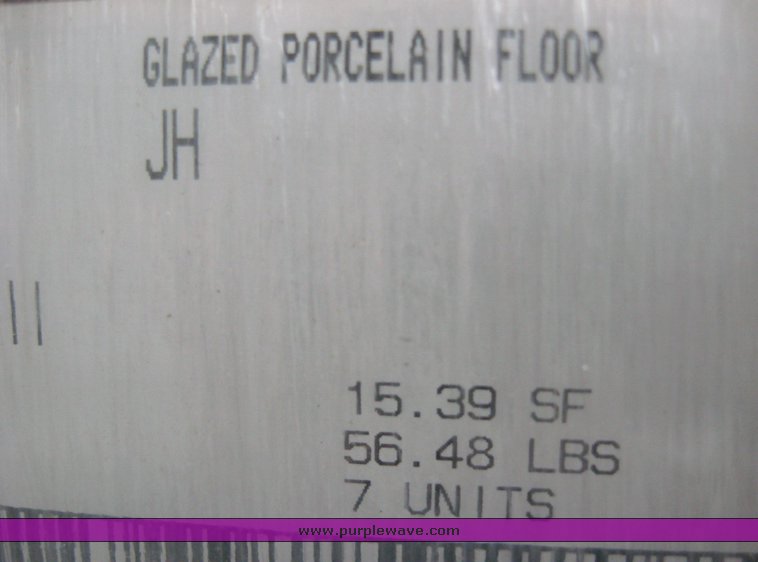 GLAZED PORCELAIN FLOOR
JH
15.39 SF
56.48 LBS
7 UNITS
www.purplewave.com